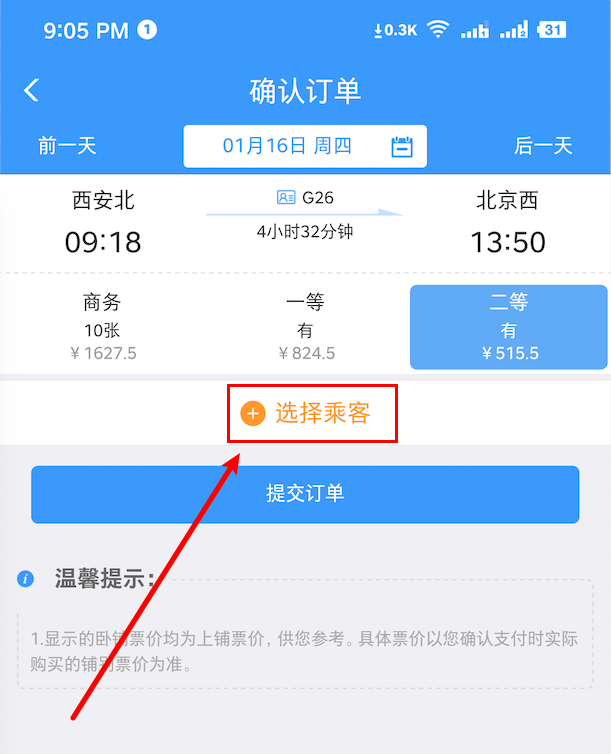 9:05 PM 1 0.3K 31
确认订单
前一天 01月16日 周四 后一天
西安北 G26 北京西
09:18 4小时32分钟 13:50
商务 一等 二等
10张 有 有
¥1627.5 ¥824.5 ¥515.5
选择乘客
提交订单
温馨提示:
1.显示的卧铺票价均为上铺票价，供您参考。具体票价以您确认支付时实际
购买的铺别票价为准。